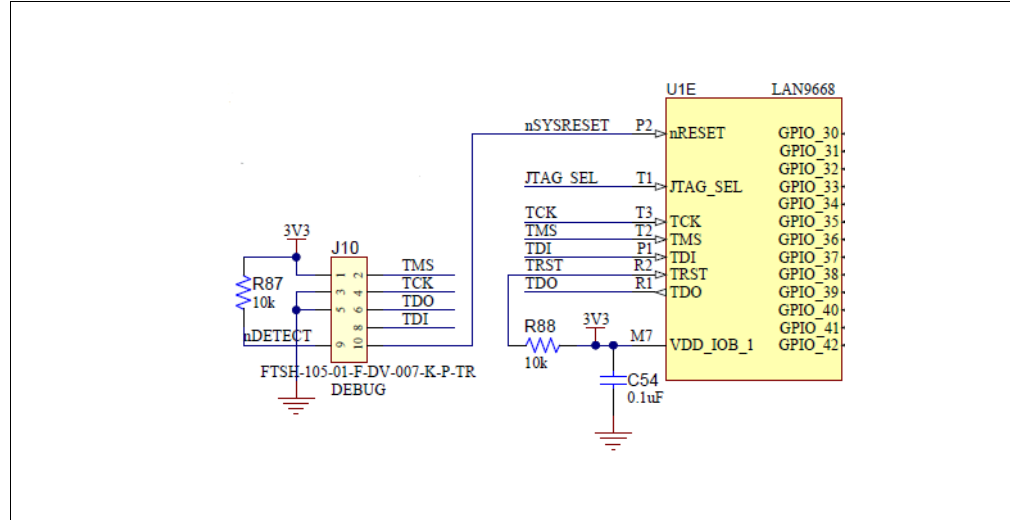 U1E LAN9668
nSYSRESET P2 nRESET GPIO_30
GPIO_31
GPIO_32
JTAG_SEL T1 JTAG_SEL GPIO_33
GPIO_34
TCK T3 TCK GPIO_35
TMS T2 TMS GPIO_36
TDI P1 TDI GPIO_37
TRST R2 TRST GPIO_38
TDO R1 TDO GPIO_39
GPIO_40
GPIO_41
M7 VDD_IOB_1 GPIO_42
3V3
J10
R87
10k
1 2 TMS
3 4 TCK
5 6 TDO
7 8 TDI
nDETECT 9 10
FTSH-105-01-F-DV-007-K-P-TR
DEBUG
3V3
R88
10k
C54
0.1uF